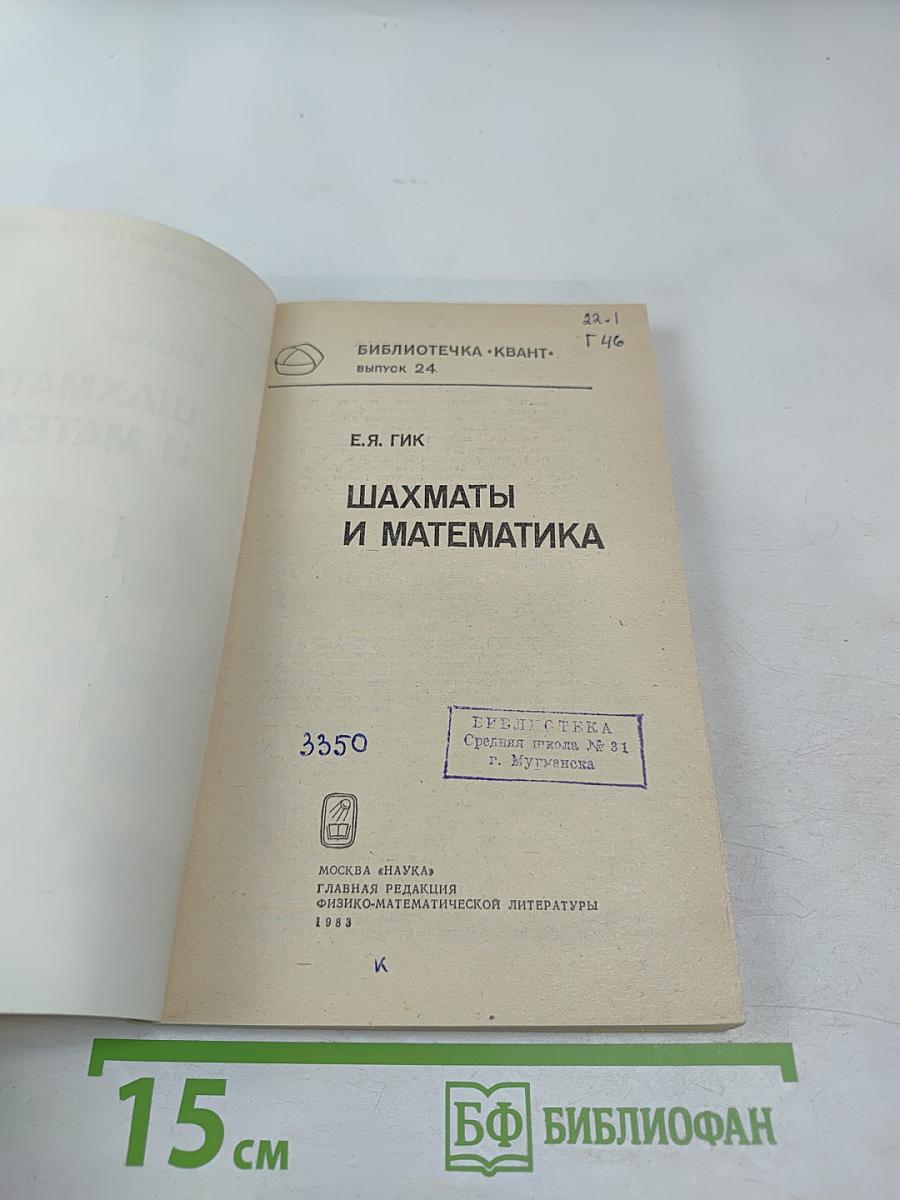 22.1
Г 46
БИБЛИОТЕЧКА «КВАНТ»
ВЫПУСК 24
Е.Я. ГИК
ШАХМАТЫ
И МАТЕМАТИКА
3350
БИБЛИОТЕКА
Средняя школа № 31
г. Мурманска
МОСКВА «НАУКА»
ГЛАВНАЯ РЕДАКЦИЯ
ФИЗИКО-МАТЕМАТИЧЕСКОЙ ЛИТЕРАТУРЫ
1983
К
15 см
БФ БИБЛИОФАН